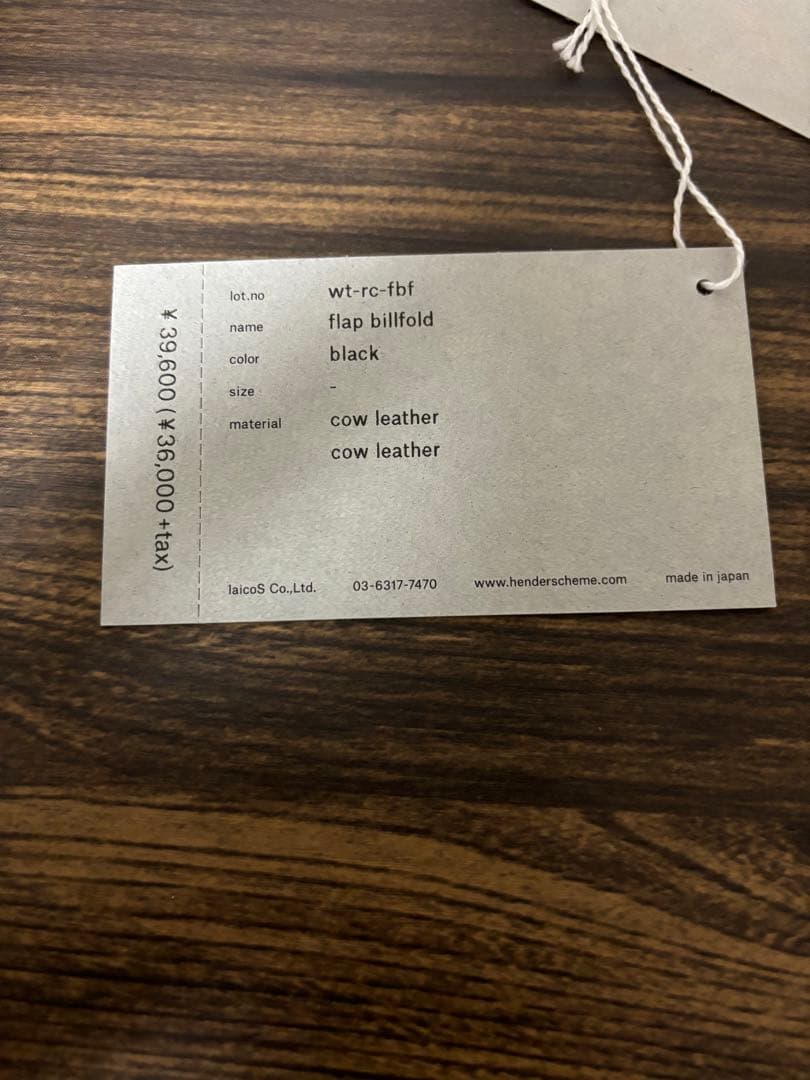 ¥39,600 (¥36,000 +tax)
lot.no wt-rc-fbf
name flap billfold
color black
size -
material cow leather
cow leather
laicoS Co.,Ltd. 03-6317-7470 www.henderscheme.com made in japan